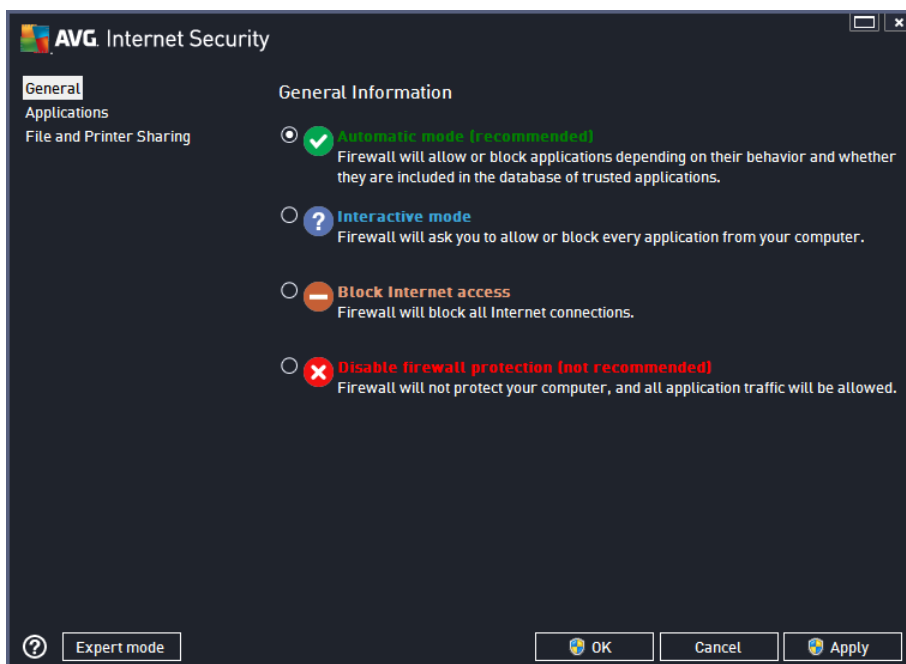 AVG. Internet Security
General
Applications
File and Printer Sharing
General Information
Automatic mode (recommended)
Firewall will allow or block applications depending on their behavior and whether
they are included in the database of trusted applications.
Interactive mode
Firewall will ask you to allow or block every application from your computer.
Block Internet access
Firewall will block all Internet connections.
Disable firewall protection (not recommended)
Firewall will not protect your computer, and all application traffic will be allowed.
Expert mode
OK
Cancel
Apply